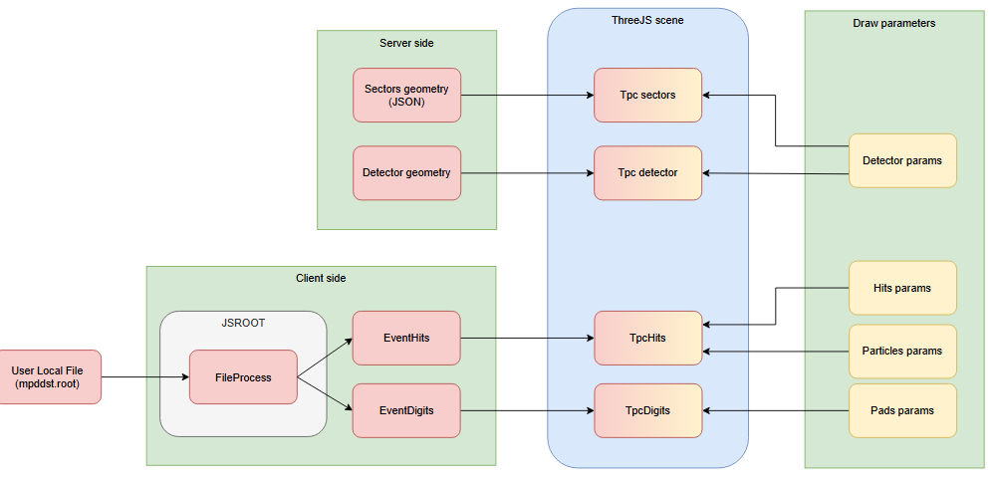 ThreeJS scene
Draw parameters
Server side
Sectors geometry
(JSON)
Tpc sectors
Detector params
Detector geometry
Tpc detector
Client side
Hits params
JSROOT
EventHits
TpcHits
Particles params
User Local File
(mpddst.root)
FileProcess
EventDigits
TpcDigits
Pads params